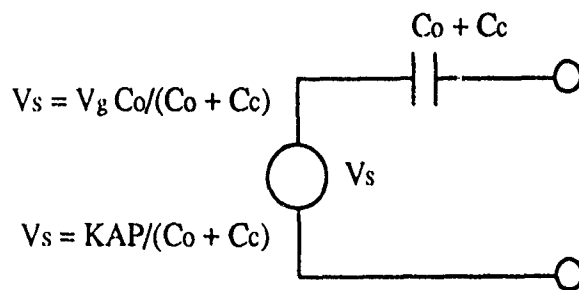 Co + Cc
Vs = Vg Co/(Co + Cc)
Vs
Vs = KAP/(Co + Cc)